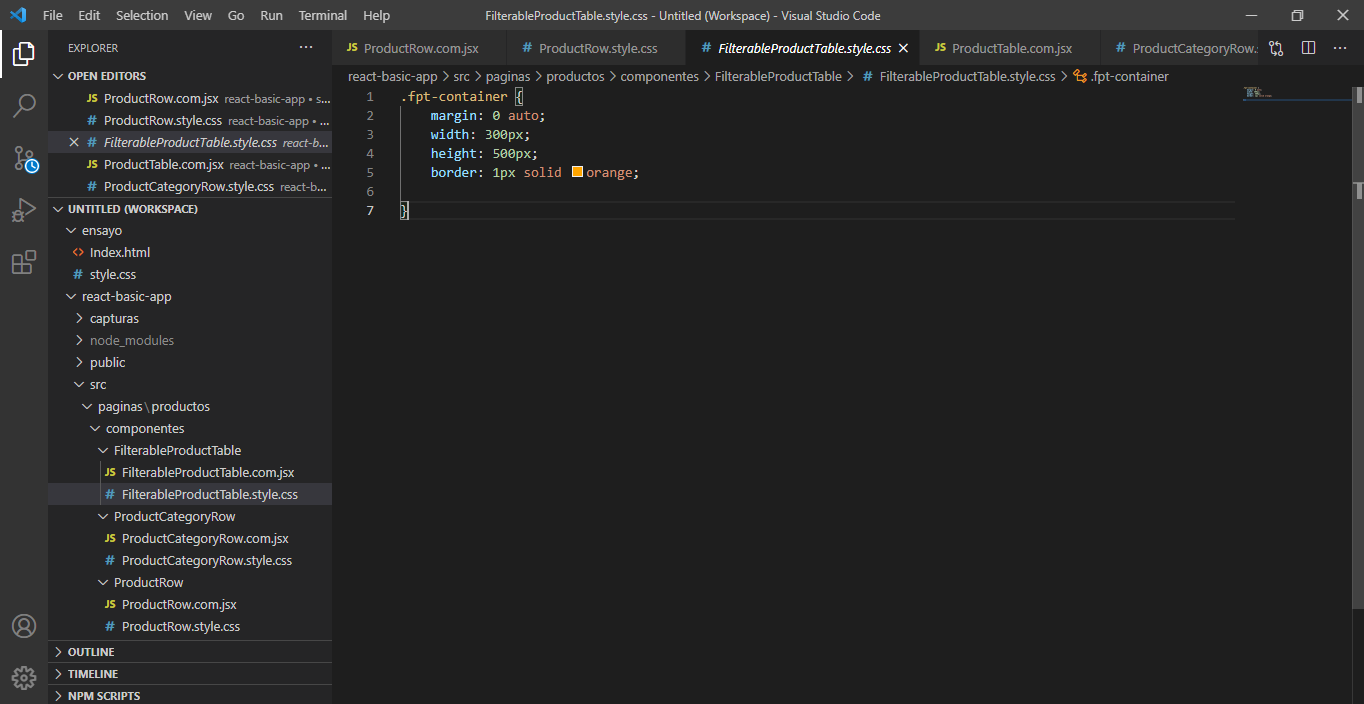 File Edit Selection View Go Run Terminal Help FilterableProductTable.style.css - Untitled (Workspace) - Visual Studio Code
EXPLORER
JS ProductRow.com.jsx # ProductRow.style.css # FilterableProductTable.style.css JS ProductTable.com.jsx # ProductCategoryRow.
OPEN EDITORS
JS ProductRow.com.jsx react-basic-app • s...
# ProductRow.style.css react-basic-app • ...
# FilterableProductTable.style.css react-b...
JS ProductTable.com.jsx react-basic-app • ...
# ProductCategoryRow.style.css react-b...
UNTITLED (WORKSPACE)
ensayo
<> Index.html
# style.css
react-basic-app
capturas
node_modules
public
src
paginas\productos
componentes
FilterableProductTable
JS FilterableProductTable.com.jsx
# FilterableProductTable.style.css
ProductCategoryRow
JS ProductCategoryRow.com.jsx
# ProductCategoryRow.style.css
ProductRow
JS ProductRow.com.jsx
# ProductRow.style.css
OUTLINE
TIMELINE
NPM SCRIPTS
react-basic-app > src > paginas > productos > componentes > FilterableProductTable > # FilterableProductTable.style.css > .fpt-container
1 .fpt-container {
2 margin: 0 auto;
3 width: 300px;
4 height: 500px;
5 border: 1px solid orange;
6
7 }